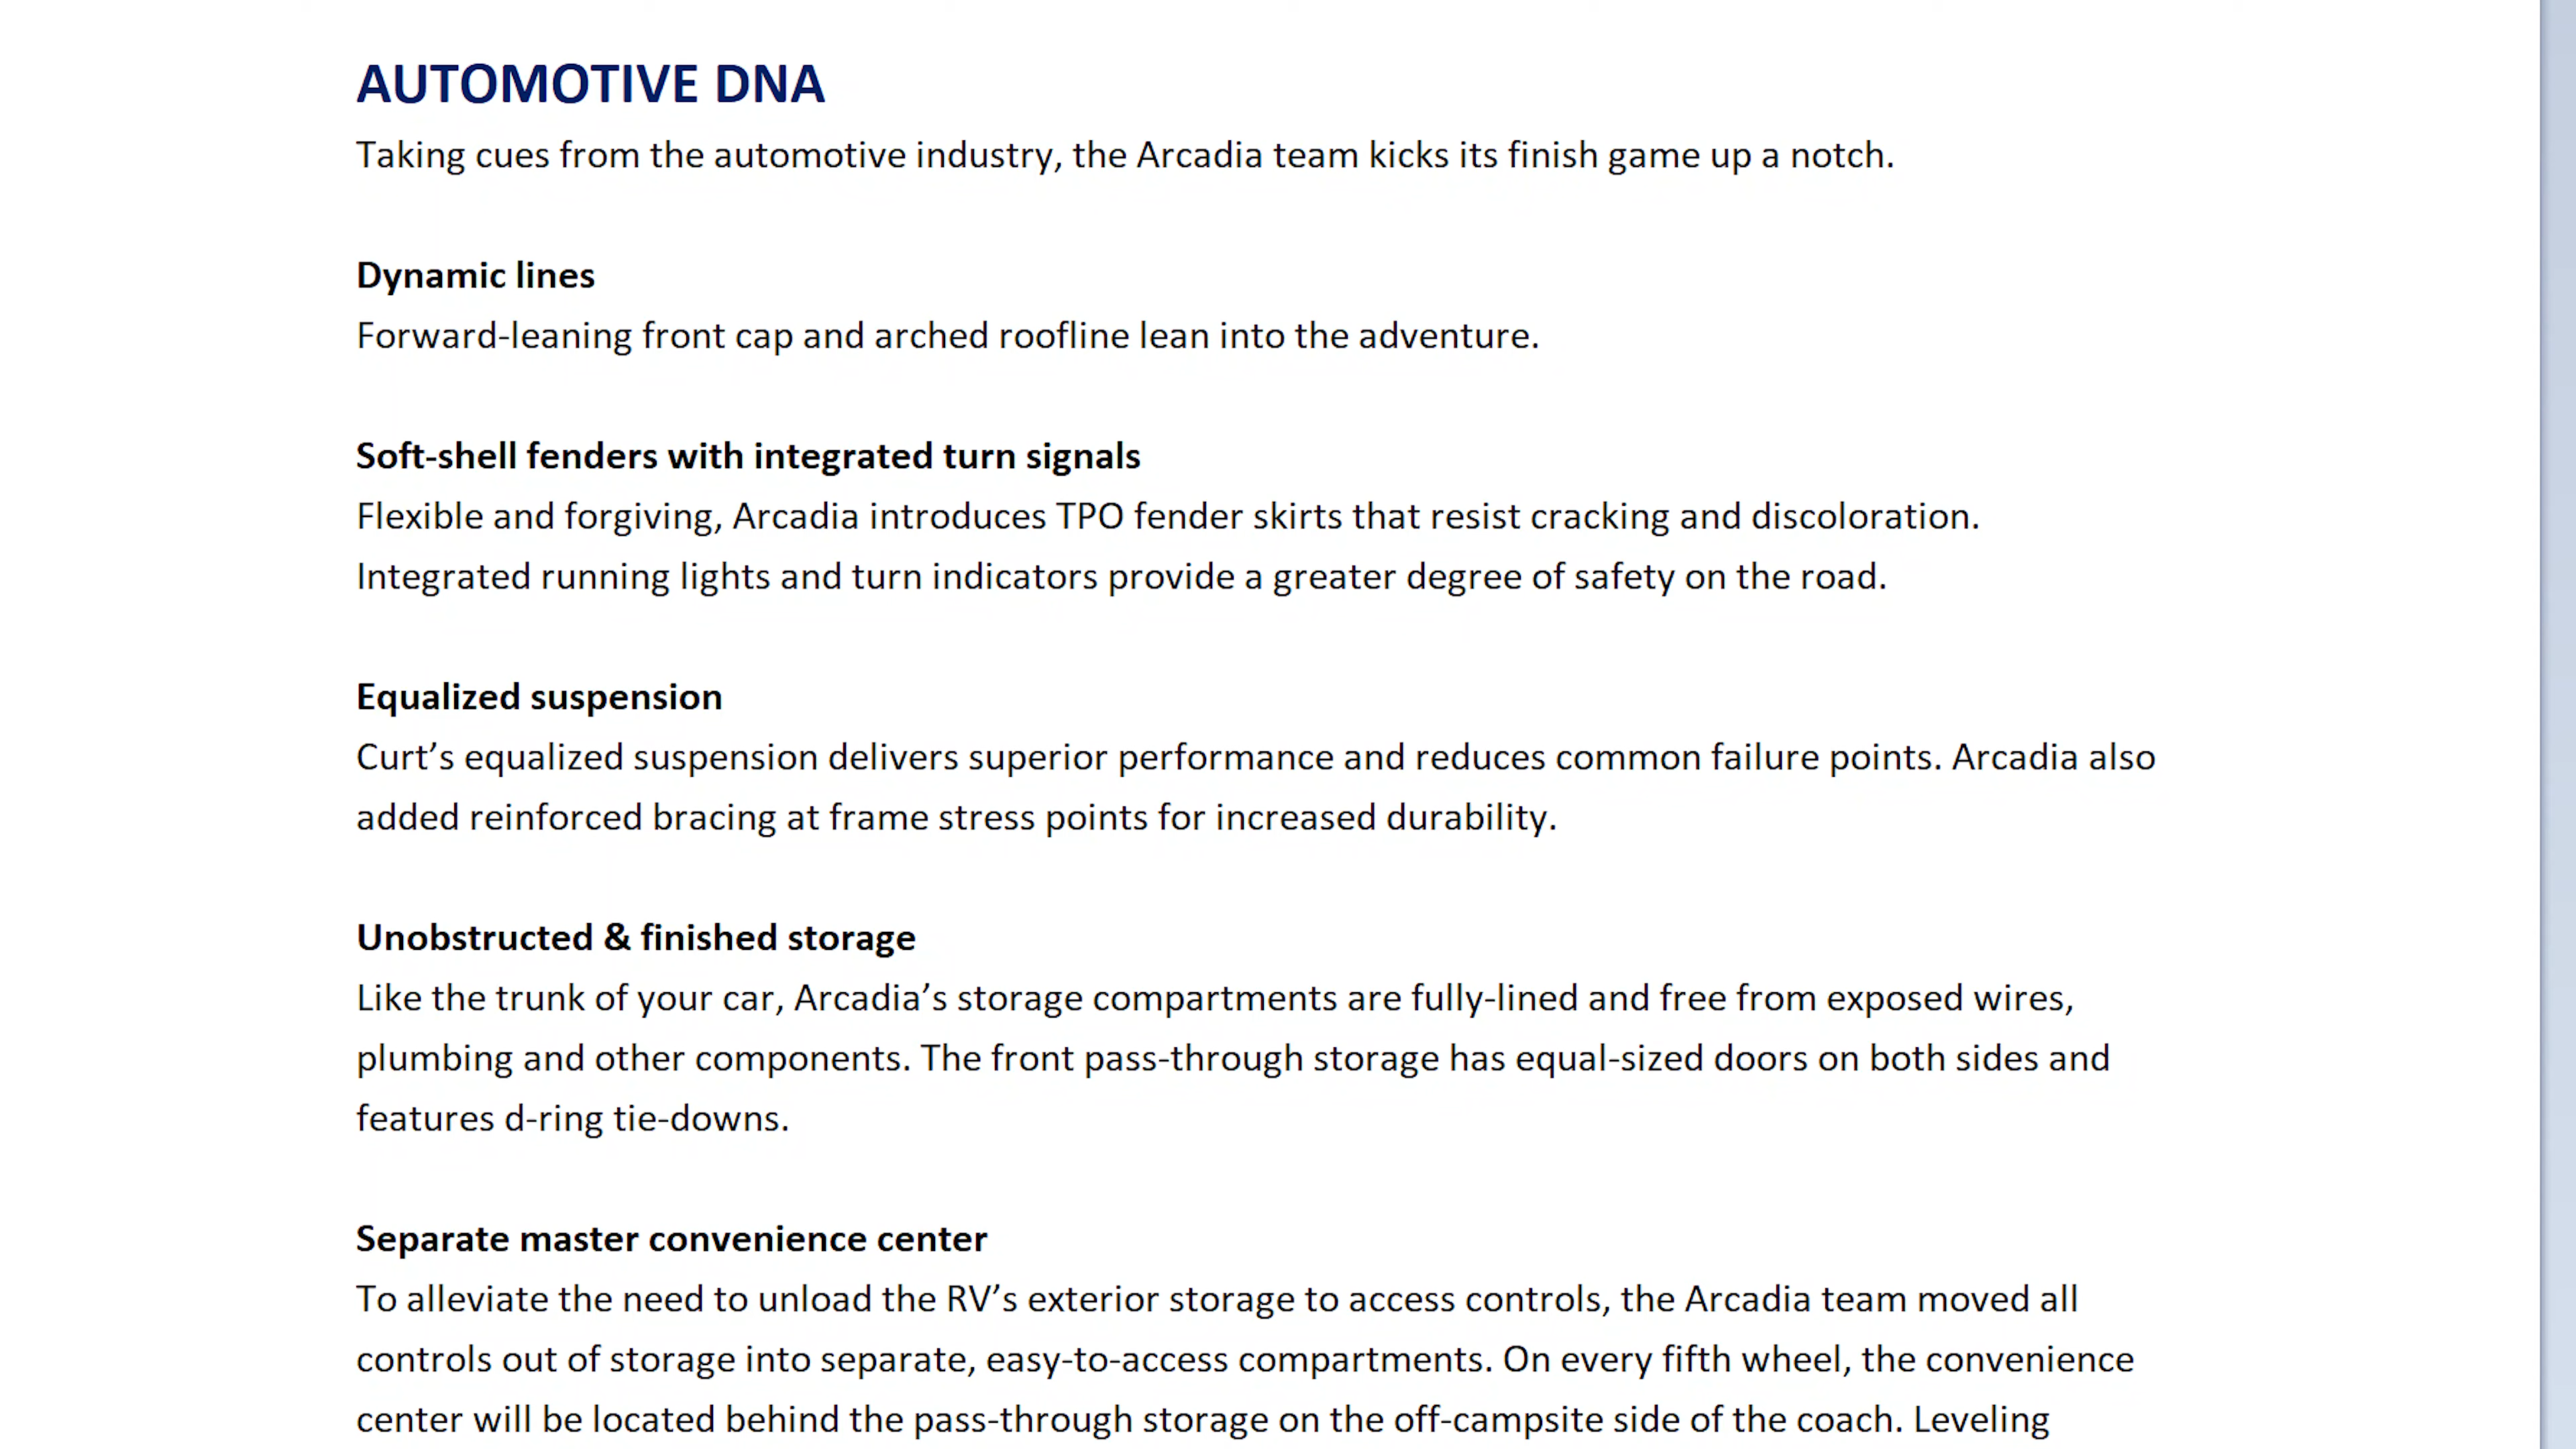 AUTOMOTIVE DNA
Taking cues from the automotive industry, the Arcadia team kicks its finish game up a notch.
Dynamic lines
Forward-leaning front cap and arched roofline lean into the adventure.
Soft-shell fenders with integrated turn signals
Flexible and forgiving, Arcadia introduces TPO fender skirts that resist cracking and discoloration.
Integrated running lights and turn indicators provide a greater degree of safety on the road.
Equalized suspension
Curt’s equalized suspension delivers superior performance and reduces common failure points. Arcadia also
added reinforced bracing at frame stress points for increased durability.
Unobstructed & finished storage
Like the trunk of your car, Arcadia’s storage compartments are fully-lined and free from exposed wires,
plumbing and other components. The front pass-through storage has equal-sized doors on both sides and
features d-ring tie-downs.
Separate master convenience center
To alleviate the need to unload the RV’s exterior storage to access controls, the Arcadia team moved all
controls out of storage into separate, easy-to-access compartments. On every fifth wheel, the convenience
center will be located behind the pass-through storage on the off-campsite side of the coach. Leveling